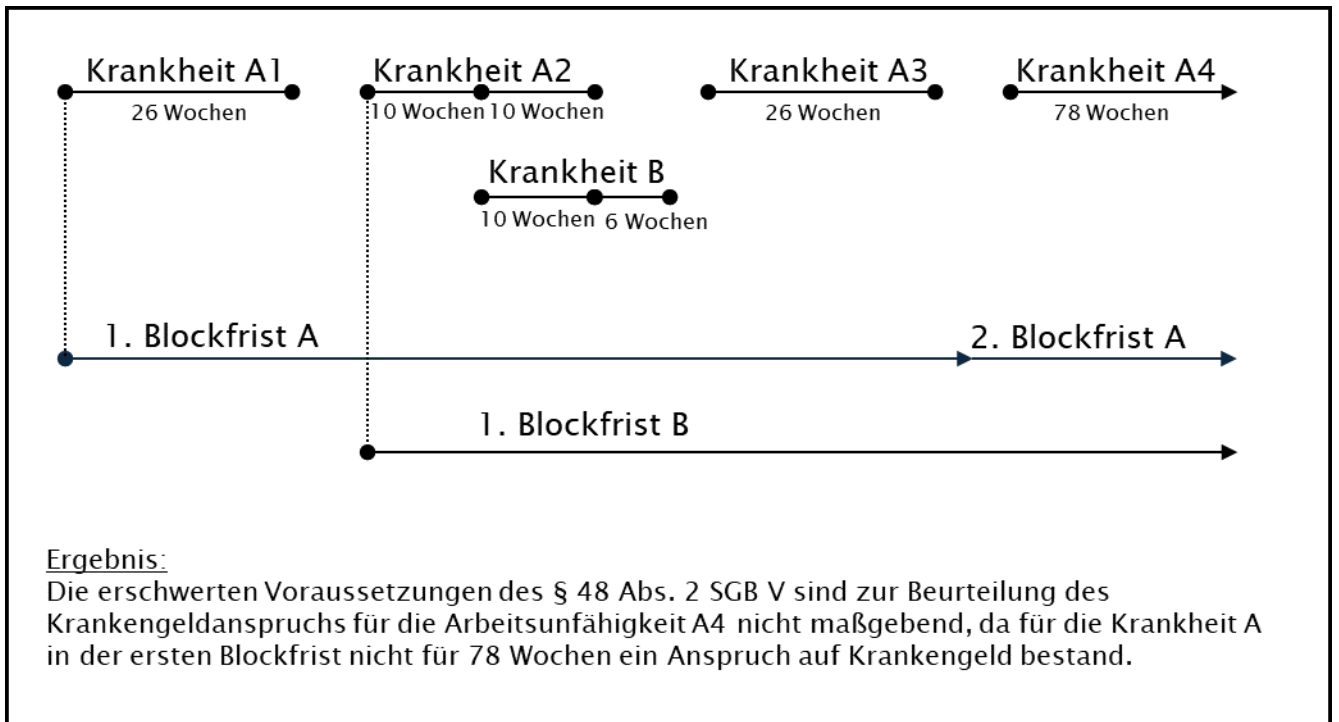 Krankheit A1
26 Wochen
Krankheit A2
10 Wochen 10 Wochen
Krankheit A3
26 Wochen
Krankheit A4
78 Wochen
Krankheit B
10 Wochen 6 Wochen
1. Blockfrist A
2. Blockfrist A
1. Blockfrist B
Ergebnis:
Die erschwerten Voraussetzungen des § 48 Abs. 2 SGB V sind zur Beurteilung des
Krankengeldanspruchs für die Arbeitsunfähigkeit A4 nicht maßgebend, da für die Krankheit A
in der ersten Blockfrist nicht für 78 Wochen ein Anspruch auf Krankengeld bestand.